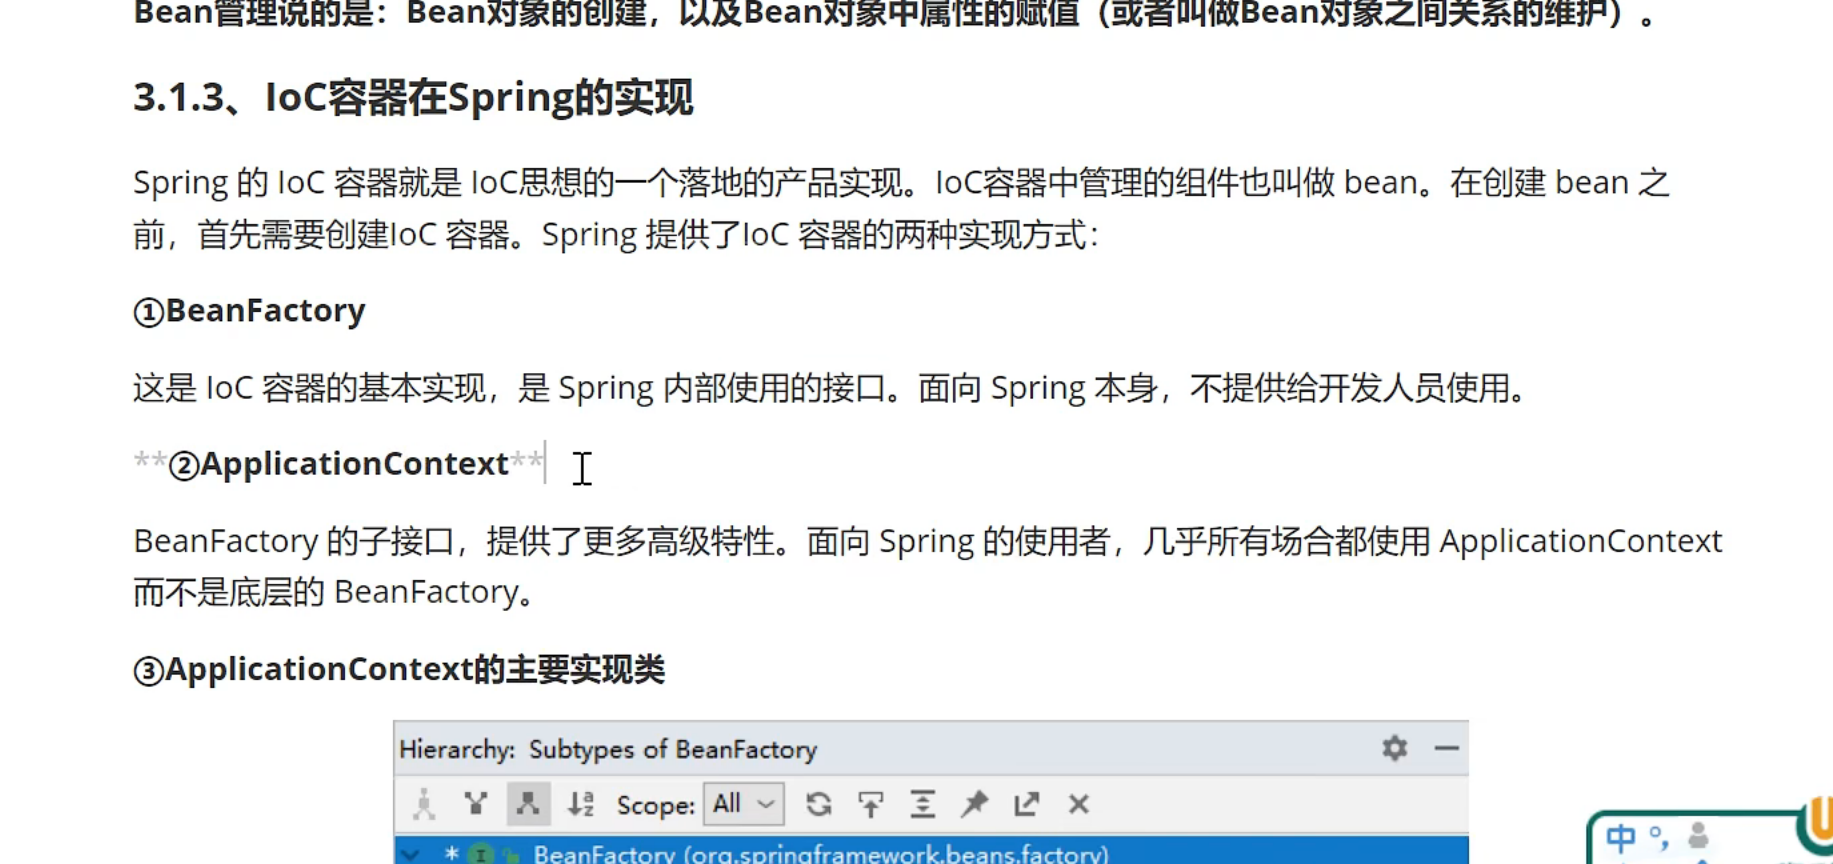 Bean管理说的是：Bean对象的创建，以及Bean对象中属性的赋值（或者叫做Bean对象之间关系的维护）。
3.1.3、IoC容器在Spring的实现
Spring 的 IoC 容器就是 IoC思想的一个落地的产品实现。IoC容器中管理的组件也叫做 bean。在创建 bean 之
前，首先需要创建IoC 容器。Spring 提供了IoC 容器的两种实现方式：
①BeanFactory
这是 IoC 容器的基本实现，是 Spring 内部使用的接口。面向 Spring 本身，不提供给开发人员使用。
**②ApplicationContext**
BeanFactory 的子接口，提供了更多高级特性。面向 Spring 的使用者，几乎所有场合都使用 ApplicationContext
而不是底层的 BeanFactory。
③ApplicationContext的主要实现类
Hierarchy: Subtypes of BeanFactory
Scope: All
* I BeanFactory (org.springframework.beans.factory)
中 °,